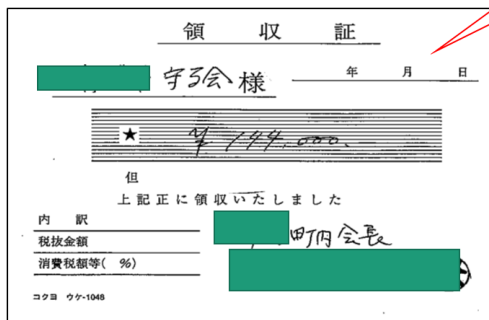 領収証
守る会 様
年 月 日
★ ¥144,000.-
但
上記正に領収いたしました
内訳
税抜金額
消費税額等( %)
町内会長
コクヨ ウケ-1048